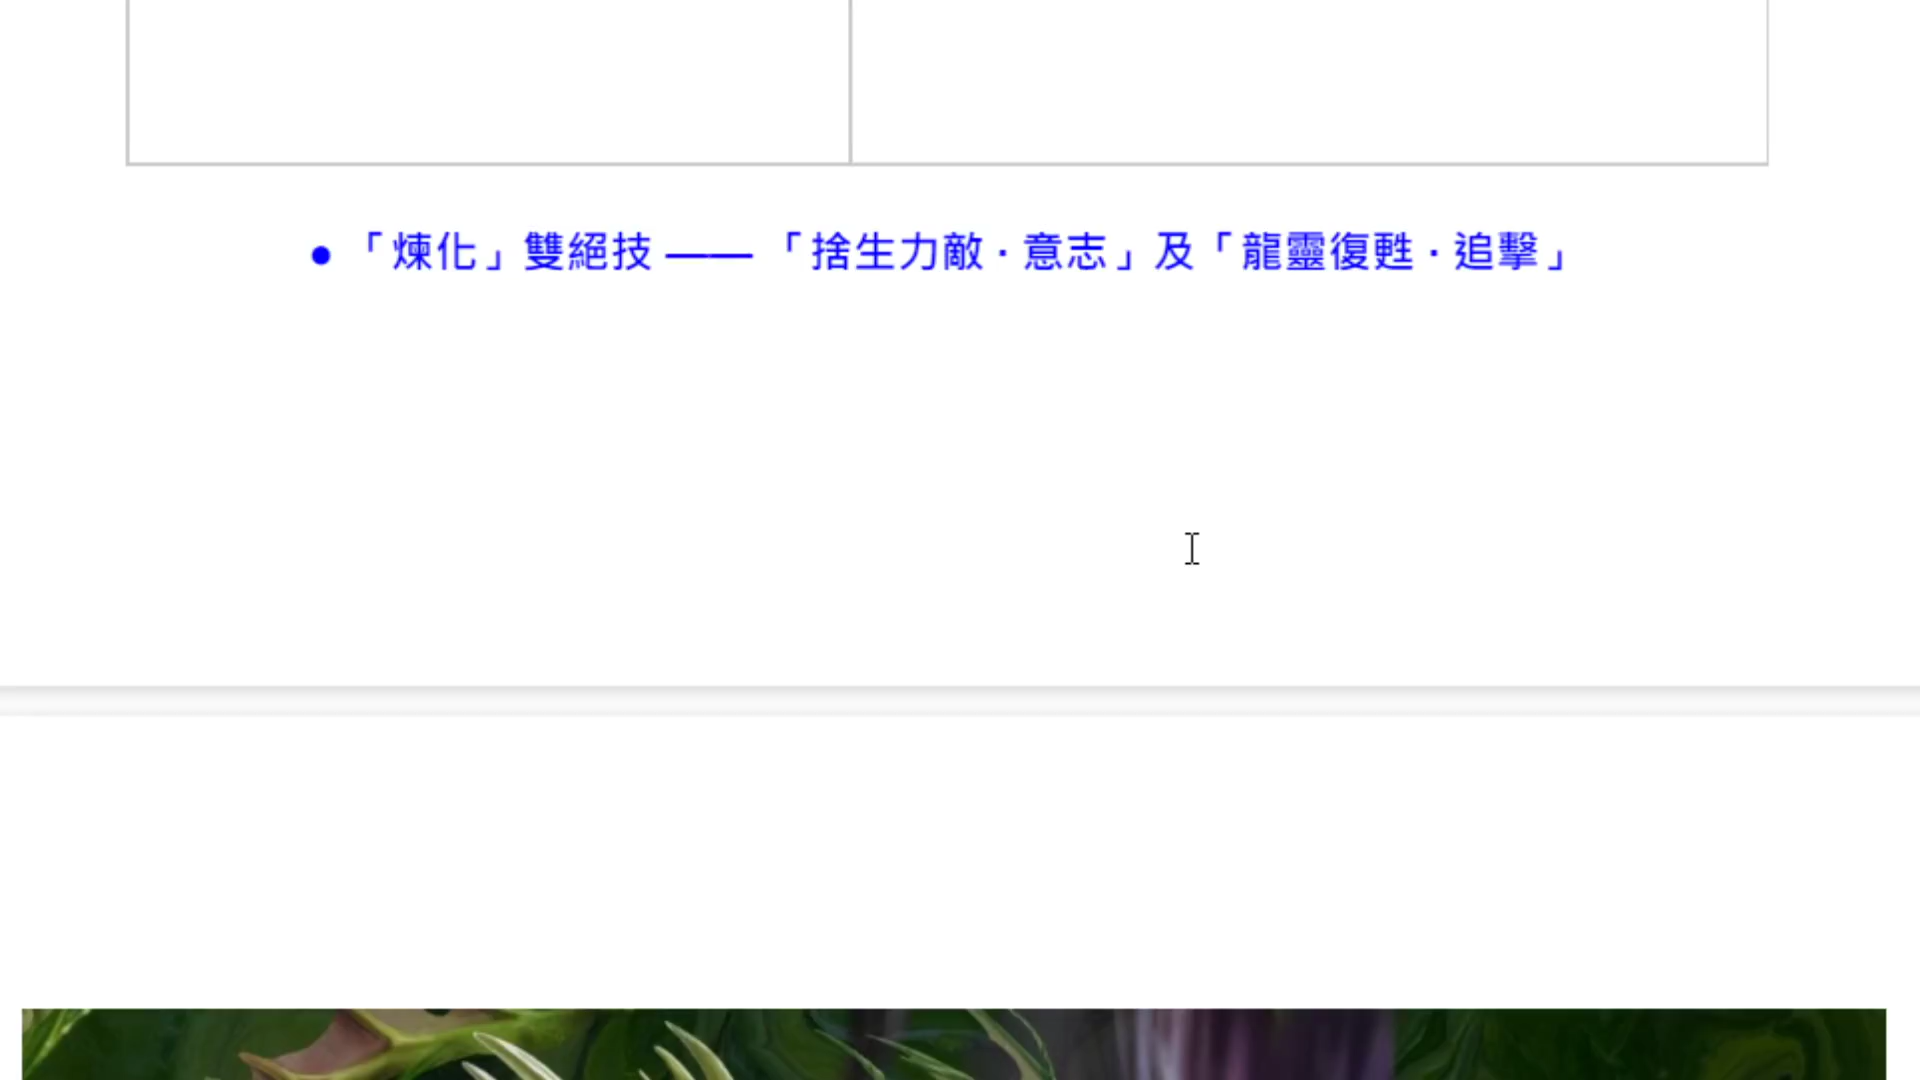 ● 「煉化」雙絕技 —— 「捨生力敵 · 意志」及「龍靈復甦 · 追擊」